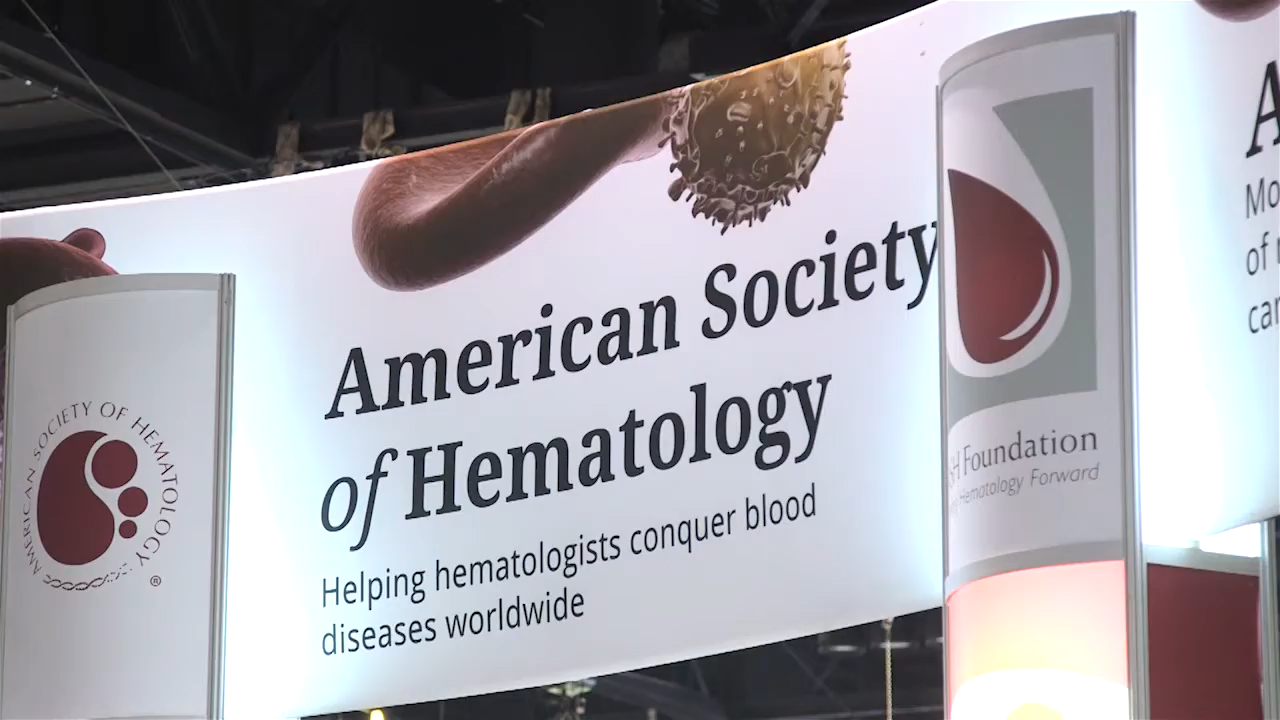 AMERICAN SOCIETY OF HEMATOLOGY
®
American Society
of Hematology
Helping hematologists conquer blood
diseases worldwide
Foundation
Hematology Forward
Mo
of
car